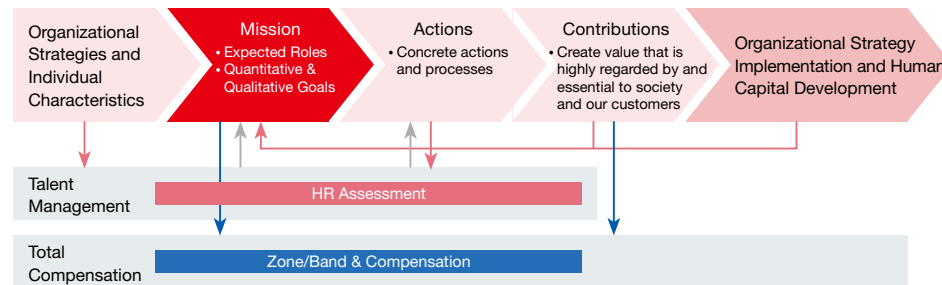 Organizational
Strategies and
Individual
Characteristics
Mission
• Expected Roles
• Quantitative &
Qualitative Goals
Actions
• Concrete actions
and processes
Contributions
• Create value that is
highly regarded by and
essential to society
and our customers
Organizational Strategy
Implementation and Human
Capital Development
Talent
Management
HR Assessment
Total
Compensation
Zone/Band & Compensation